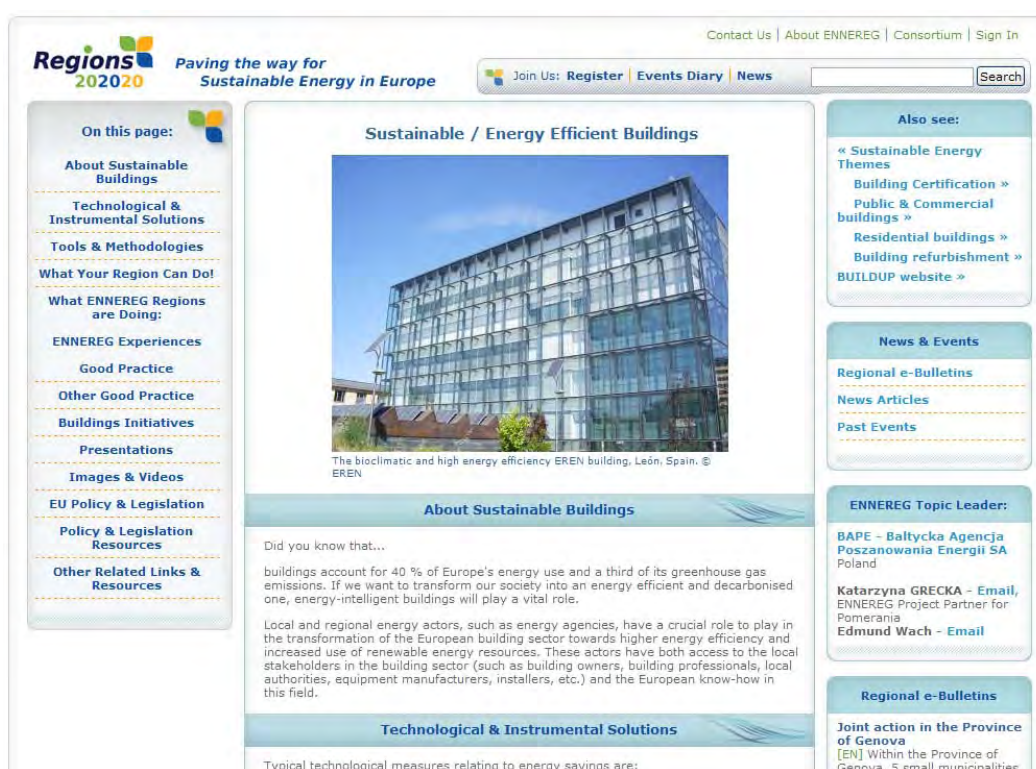 Contact Us | About ENNEREG | Consortium | Sign In
Regions
202020
Paving the way for
Sustainable Energy in Europe
Join Us: Register | Events Diary | News
Search
On this page:
About Sustainable
Buildings
Technological &
Instrumental Solutions
Tools & Methodologies
What Your Region Can Do!
What ENNEREG Regions
are Doing:
ENNEREG Experiences
Good Practice
Other Good Practice
Buildings Initiatives
Presentations
Images & Videos
EU Policy & Legislation
Policy & Legislation
Resources
Other Related Links &
Resources
Sustainable / Energy Efficient Buildings
The bioclimatic and high energy efficiency EREN building, León, Spain. ©
EREN
About Sustainable Buildings
Did you know that...
buildings account for 40 % of Europe's energy use and a third of its greenhouse gas
emissions. If we want to transform our society into an energy efficient and decarbonised
one, energy-intelligent buildings will play a vital role.
Local and regional energy actors, such as energy agencies, have a crucial role to play in
the transformation of the European building sector towards higher energy efficiency and
increased use of renewable energy resources. These actors have both access to the local
stakeholders in the building sector (such as building owners, building professionals, local
authorities, equipment manufacturers, installers, etc.) and the European know-how in
this field.
Technological & Instrumental Solutions
Typical technological measures relating to energy savings are:
Also see:
« Sustainable Energy
Themes
Building Certification »
Public & Commercial
buildings »
Residential buildings »
Building refurbishment »
BUILDUP website »
News & Events
Regional e-Bulletins
News Articles
Past Events
ENNEREG Topic Leader:
BAPE - Baltycka Agencja
Poszanowania Energii SA
Poland
Katarzyna GRECKA - Email,
ENNEREG Project Partner for
Pomerania
Edmund Wach - Email
Regional e-Bulletins
Joint action in the Province
of Genova
[EN] Within the Province of
Genova, 5 small municipalities